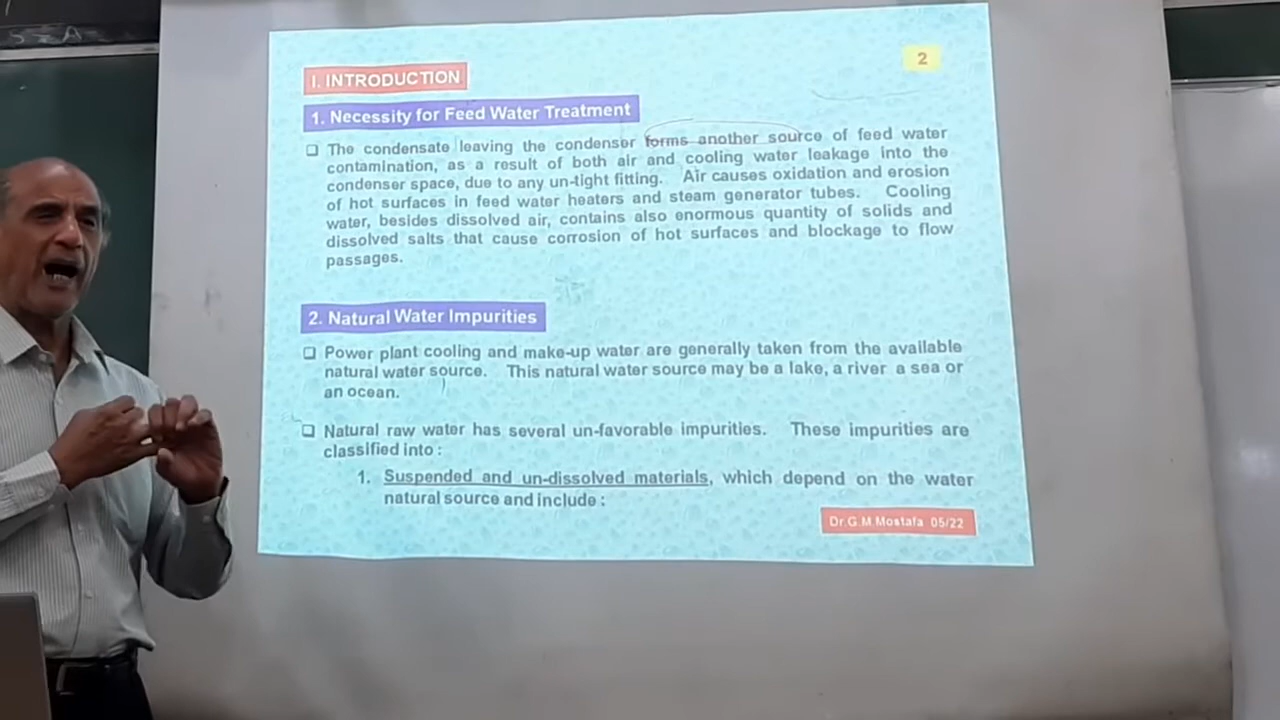 2
I. INTRODUCTION
1. Necessity for Feed Water Treatment
❑ The condensate leaving the condenser forms another source of feed water
contamination, as a result of both air and cooling water leakage into the
condenser space, due to any un-tight fitting. Air causes oxidation and erosion
of hot surfaces in feed water heaters and steam generator tubes. Cooling
water, besides dissolved air, contains also enormous quantity of solids and
dissolved salts that cause corrosion of hot surfaces and blockage to flow
passages.
2. Natural Water Impurities
❑ Power plant cooling and make-up water are generally taken from the available
natural water source. This natural water source may be a lake, a river a sea or
an ocean.
❑ Natural raw water has several un-favorable impurities. These impurities are
classified into :
1. Suspended and un-dissolved materials, which depend on the water
natural source and include :
Dr.G.M.Mostafa 05/22